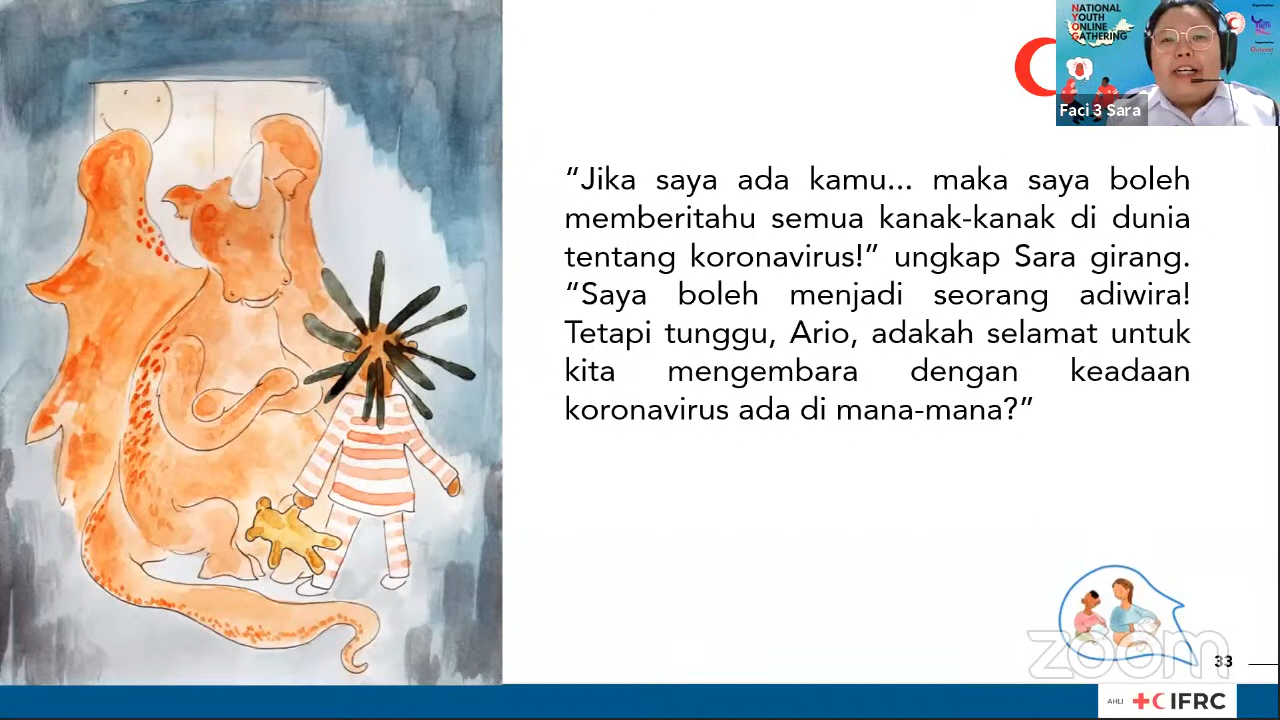 NATIONAL
YOUTH
ONLINE
GATHERING
Faci 3 Sara
“Jika saya ada kamu... maka saya boleh
memberitahu semua kanak-kanak di dunia
tentang koronavirus!” ungkap Sara girang.
“Saya boleh menjadi seorang adiwira!
Tetapi tunggu, Ario, adakah selamat untuk
kita mengembara dengan keadaan
koronavirus ada di mana-mana?”
zoom
33
AHLI IFRC